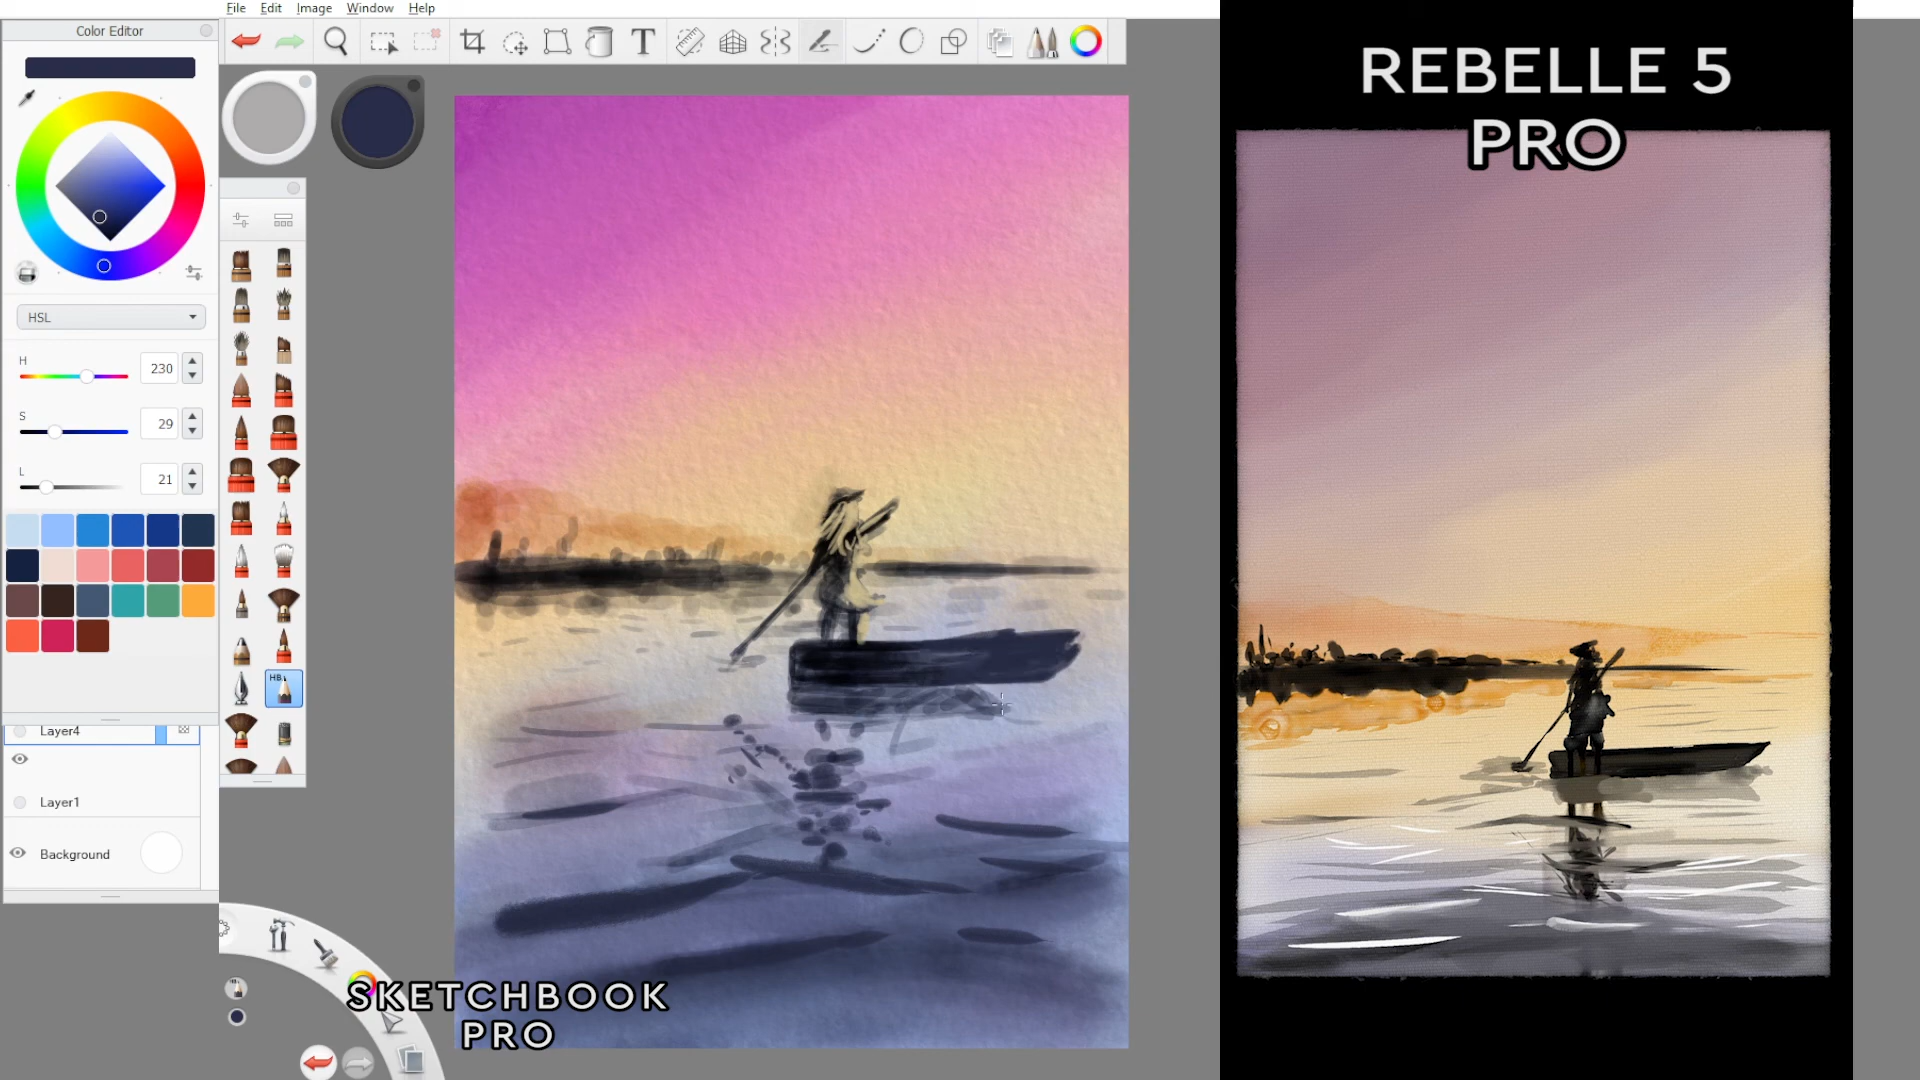 File Edit Image Window Help
Color Editor
HSL
H
230
S
29
L
21
HB
Layer4
Layer1
Background
T
SKETCHBOOK
PRO
REBELLE 5
PRO